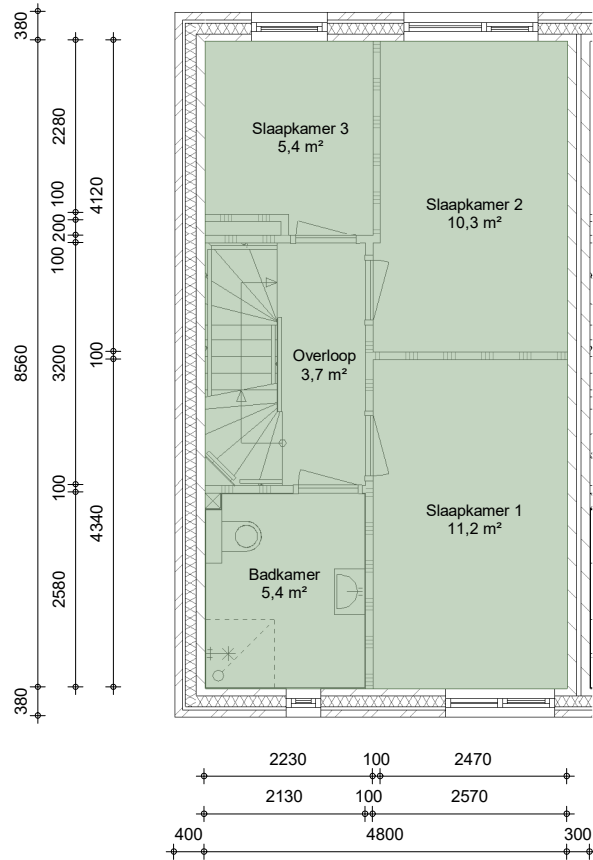 380
2280
100
200
100
4120
8560
3200
100
100
4340
2580
380
Slaapkamer 3
5,4 m²
Slaapkamer 2
10,3 m²
Overloop
3,7 m²
Slaapkamer 1
11,2 m²
Badkamer
5,4 m²
2230 100 2470
2130 100 2570
400 4800 300